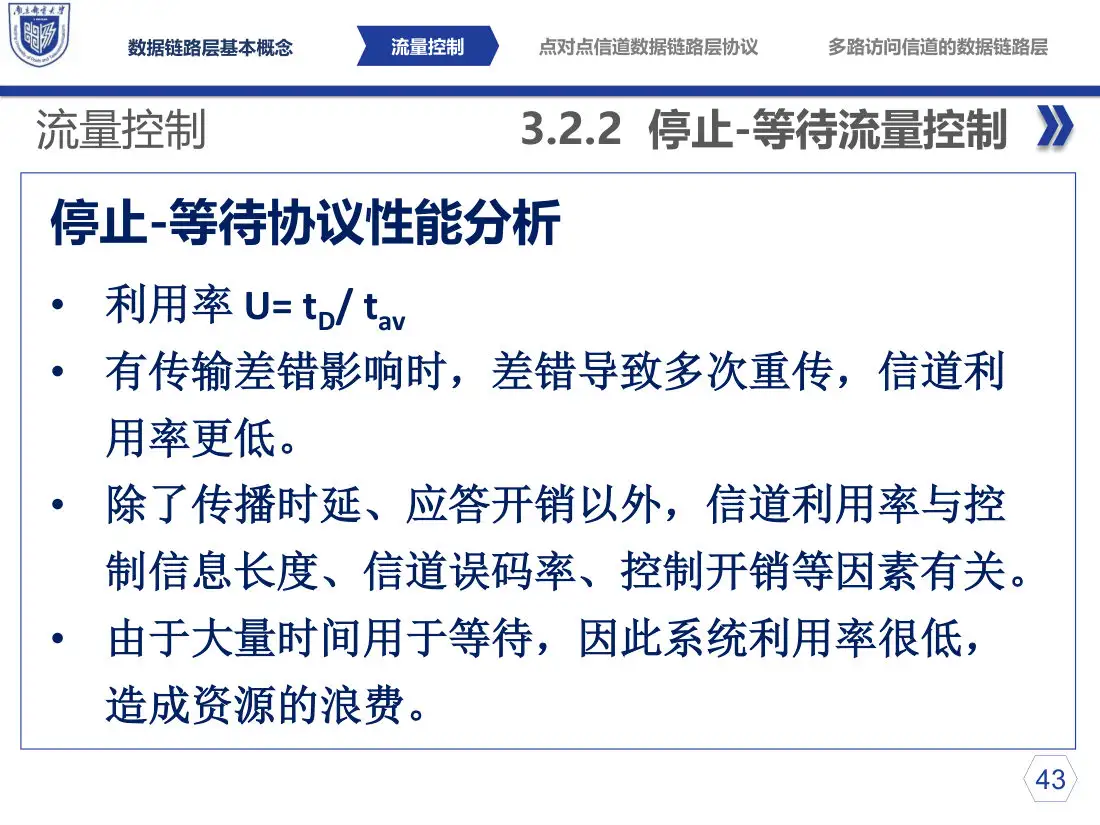 南京邮电大学
数据链路层基本概念
流量控制
点对点信道数据链路层协议
多路访问信道的数据链路层
流量控制
3.2.2 停止-等待流量控制
停止-等待协议性能分析
• 利用率 U= tD/ tav
• 有传输差错影响时，差错导致多次重传，信道利
用率更低。
• 除了传播时延、应答开销以外，信道利用率与控
制信息长度、信道误码率、控制开销等因素有关。
• 由于大量时间用于等待，因此系统利用率很低，
造成资源的浪费。
43